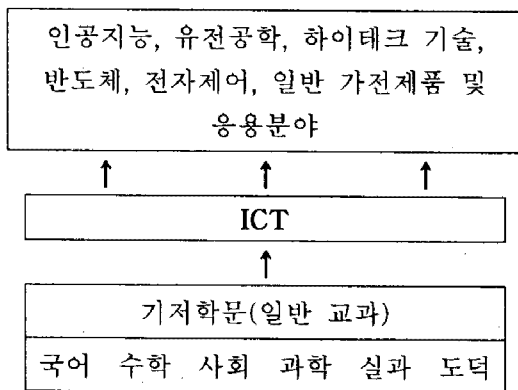 인공지능, 유전공학, 하이테크 기술,
반도체, 전자제어, 일반 가전제품 및
응용분야
ICT
기저학문(일반 교과)
국어 수학 사회 과학 실과 도덕